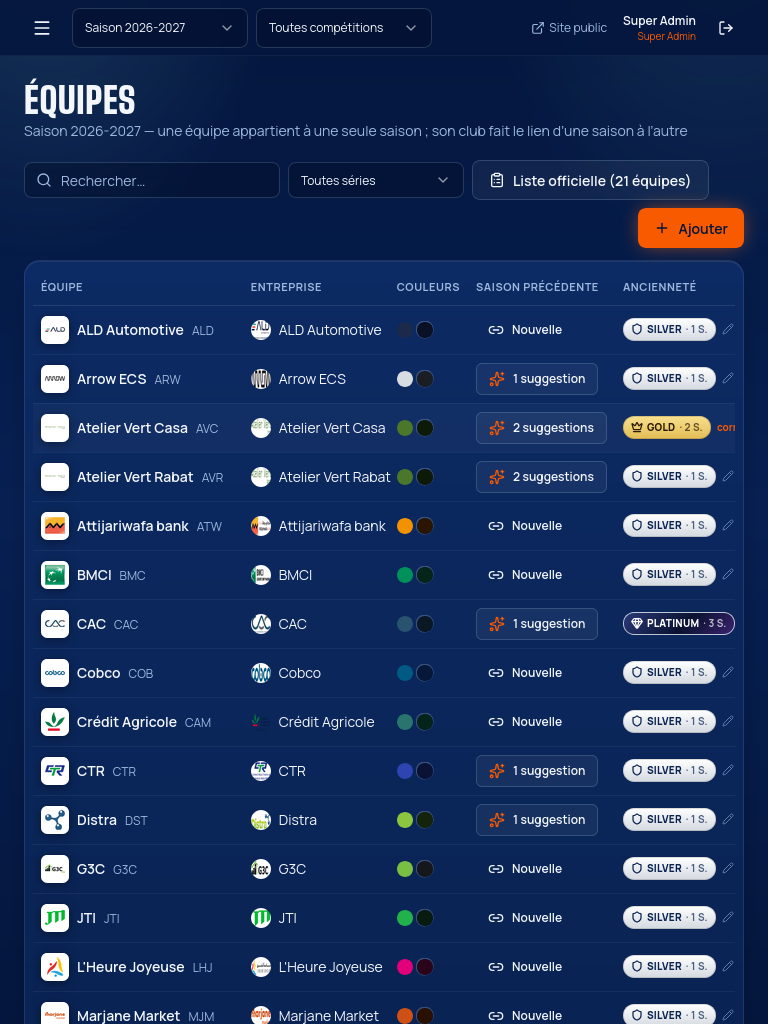 Saison 2026-2027
Toutes compétitions
Site public
Super Admin
Super Admin
ÉQUIPES
Saison 2026-2027 — une équipe appartient à une seule saison ; son club fait le lien d'une saison à l'autre
Rechercher...
Toutes séries
Liste officielle (21 équipes)
Ajouter
ÉQUIPE ENTREPRISE COULEURS SAISON PRÉCÉDENTE ANCIENNETÉ
ALD Automotive ALD ALD Automotive Nouvelle SILVER · 1 S.
Arrow ECS ARW Arrow ECS 1 suggestion SILVER · 1 S.
Atelier Vert Casa AVC Atelier Vert Casa 2 suggestions GOLD · 2 S.
Atelier Vert Rabat AVR Atelier Vert Rabat 2 suggestions SILVER · 1 S.
Attijariwafa bank ATW Attijariwafa bank Nouvelle SILVER · 1 S.
BMCI BMC BMCI Nouvelle SILVER · 1 S.
CAC CAC CAC 1 suggestion PLATINUM · 3 S.
Cobco COB Cobco Nouvelle SILVER · 1 S.
Crédit Agricole CAM Crédit Agricole Nouvelle SILVER · 1 S.
CTR CTR CTR 1 suggestion SILVER · 1 S.
Distra DST Distra 1 suggestion SILVER · 1 S.
G3C G3C G3C Nouvelle SILVER · 1 S.
JTI JTI JTI Nouvelle SILVER · 1 S.
L'Heure Joyeuse LHJ L'Heure Joyeuse Nouvelle SILVER · 1 S.
Marjane Market MJM Marjane Market Nouvelle SILVER · 1 S.